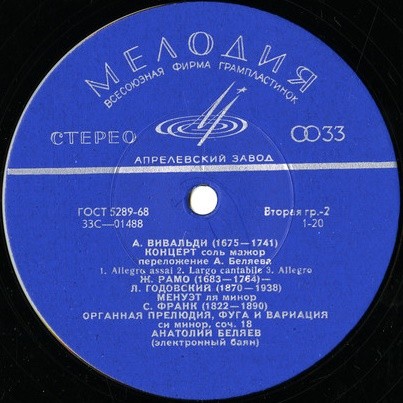 МЕЛОДИЯ
ВСЕСОЮЗНАЯ ФИРМА ГРАМПЛАСТИНОК
СТЕРЕО
33
АПРЕЛЕВСКИЙ ЗАВОД
ГОСТ 5289-68
33С—01488
Вторая гр.-2
1-20
А. ВИВАЛЬДИ (1675—1741)
КОНЦЕРТ соль мажор
переложение А. Беляева
1. Allegro assai 2. Largo cantabile 3. Allegro
Ж. РАМО (1683—1764)—
Л. ГОДОВСКИЙ (1870—1938)
МЕНУЭТ ля минор
С. ФРАНК (1822—1890)
ОРГАННАЯ ПРЕЛЮДИЯ, ФУГА И ВАРИАЦИЯ
си минор, соч. 18
АНАТОЛИЙ БЕЛЯЕВ
(электронный баян)